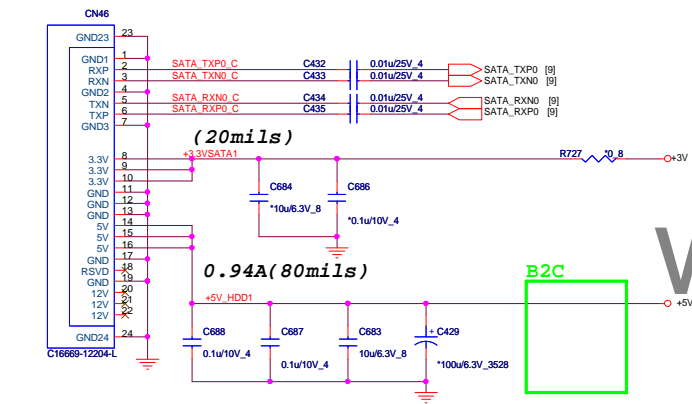 CN46
GND23 23
GND1 1
RXP 2 SATA_TXP0_C C432 0.01u/25V_4 SATA_TXP0 [9]
RXN 3 SATA_TXN0_C C433 0.01u/25V_4 SATA_TXN0 [9]
GND2 4
TXN 5 SATA_RXN0_C C434 0.01u/25V_4 SATA_RXN0 [9]
TXP 6 SATA_RXP0_C C435 0.01u/25V_4 SATA_RXP0 [9]
GND3 7
(20mils)
3.3V 8 +3.3VSATA1 R727 *0_8 +3V
3.3V 9
3.3V 10
GND 11 C684 C686
GND 12 *10u/6.3V_8
GND 13 *0.1u/10V_4
5V 14
5V 15
5V 16
GND 17
RSVD 18 0.94A(80mils) B2C
GND 19
12V 20 +5V_HDD1 +5V
12V 21
12V 22
GND24 24 C688 C687 C683 + C429
C16669-12204-L 0.1u/10V_4 0.1u/10V_4 10u/6.3V_8 *100u/6.3V_3528